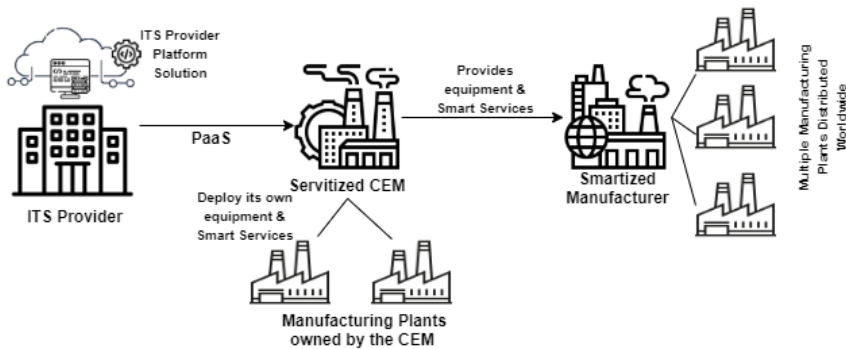 ITS Provider
Platform
Solution
PaaS
ITS Provider
Servitized CEM
Provides
equipment &
Smart Services
Smartized
Manufacturer
Multiple Manufacturing
Plants Distributed
Worldwide
Deploy its own
equipment &
Smart Services
Manufacturing Plants
owned by the CEM